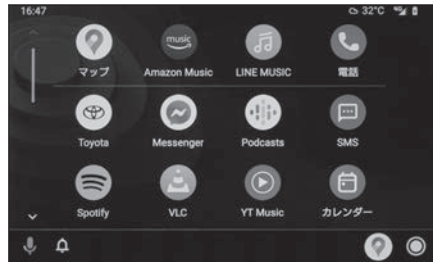 16:47
32°C 4G
music
マップ Amazon Music LINE MUSIC 電話
Toyota Messenger Podcasts SMS
Spotify VLC YT Music カレンダー